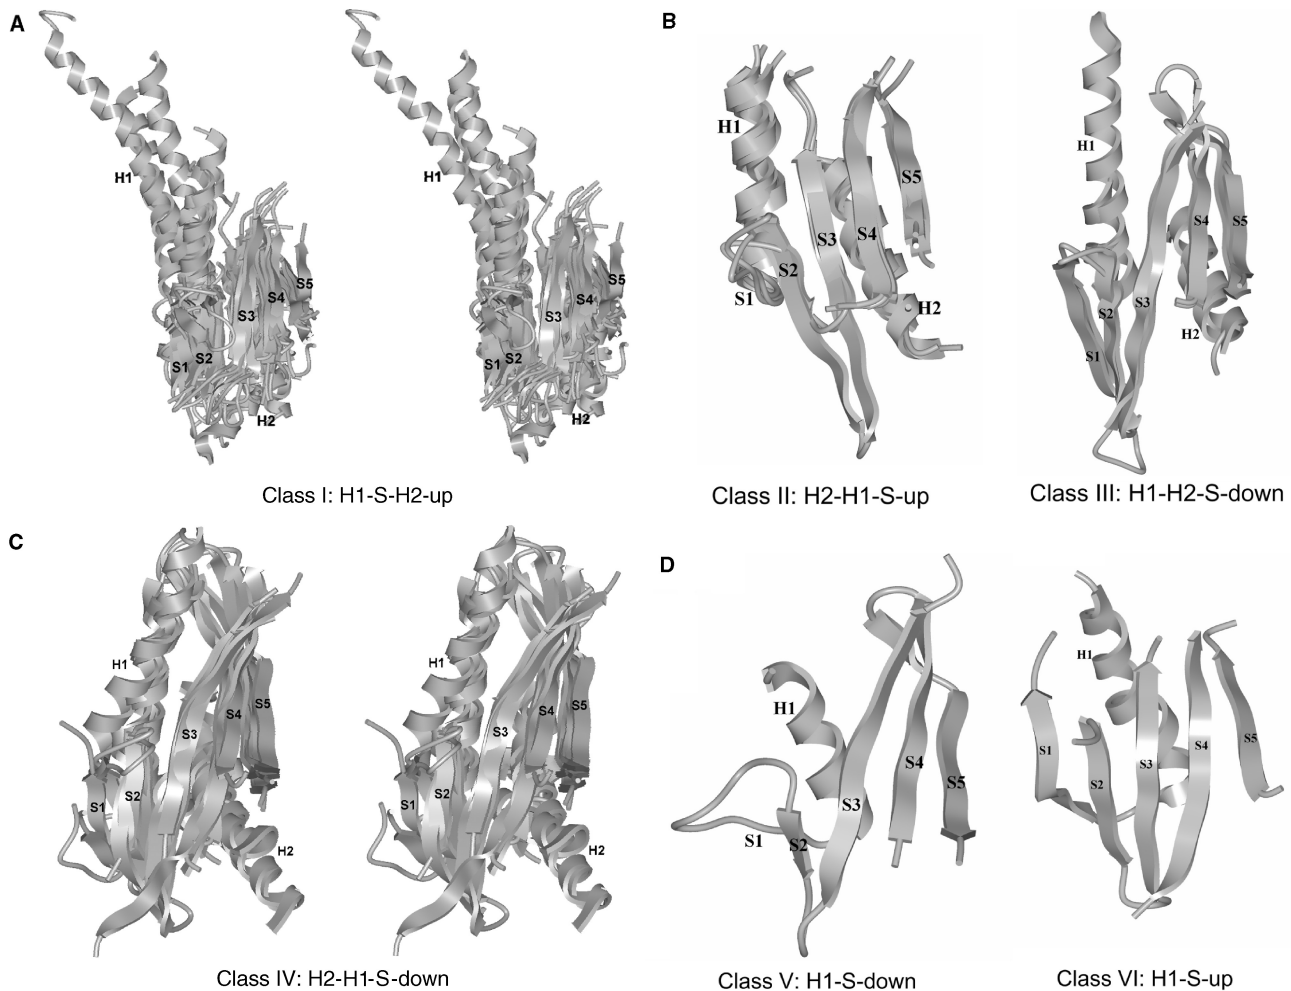 A
H1
S1
S2
S3
S4
S5
H2
H1
S1
S2
S3
S4
S5
H2
Class I: H1-S-H2-up
B
H1
S1
S2
S3
S4
S5
H2
Class II: H2-H1-S-up
H1
S1
S2
S3
S4
S5
H2
Class III: H1-H2-S-down
C
H1
S1
S2
S3
S4
S5
H2
H1
S1
S2
S3
S4
S5
H2
Class IV: H2-H1-S-down
D
H1
S1
S2
S3
S4
S5
Class V: H1-S-down
H1
S1
S2
S3
S4
S5
Class VI: H1-S-up